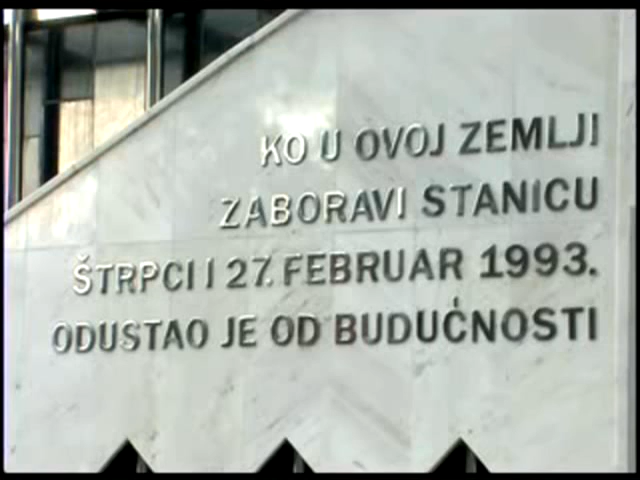 KO U OVOJ ZEMLJI
ZABORAVI STANICU
ŠTRPCI I 27. FEBRUAR 1993.
ODUSTAO JE OD BUDUĆNOSTI